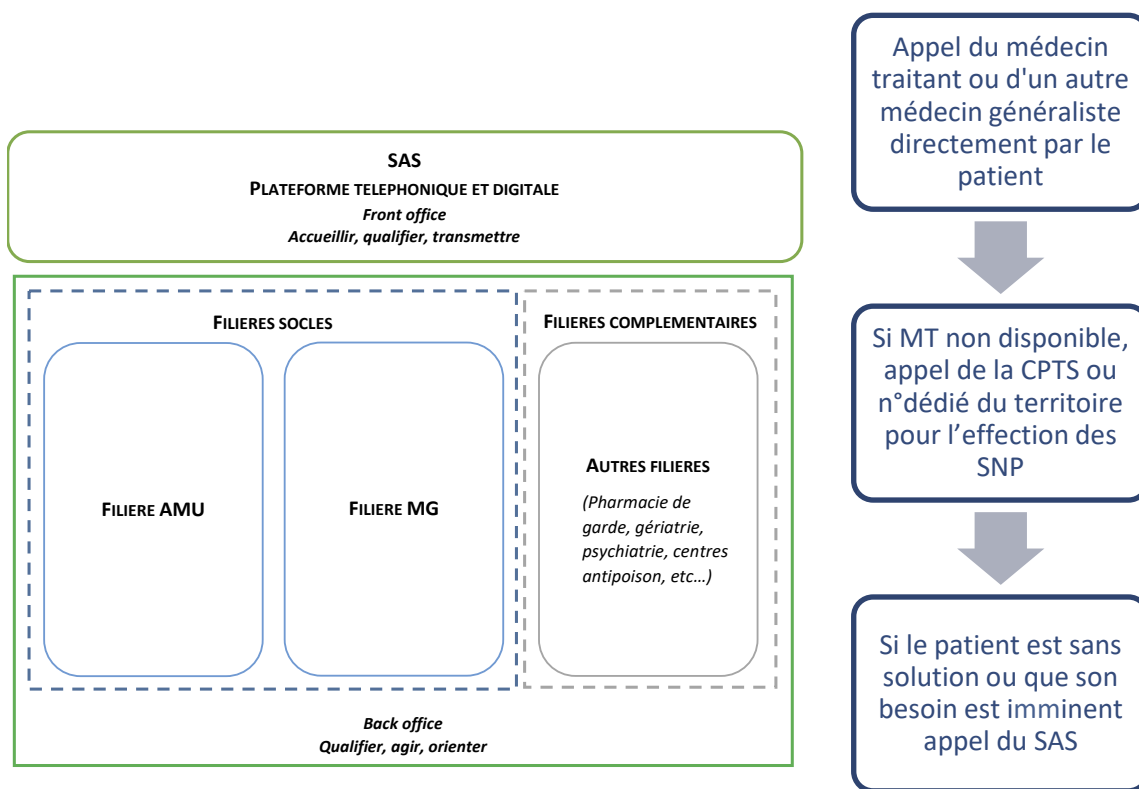 SAS
PLATEFORME TELEPHONIQUE ET DIGITALE
Front office
Accueillir, qualifier, transmettre
FILIERES SOCLES
FILIERE AMU
FILIERE MG
FILIERES COMPLEMENTAIRES
AUTRES FILIERES
(Pharmacie de
garde, gériatrie,
psychiatrie, centres
antipoison, etc…)
Back office
Qualifier, agir, orienter
Appel du médecin
traitant ou d'un autre
médecin généraliste
directement par le
patient
Si MT non disponible,
appel de la CPTS ou
n°dédié du territoire
pour l’effection des
SNP
Si le patient est sans
solution ou que son
besoin est imminent
appel du SAS